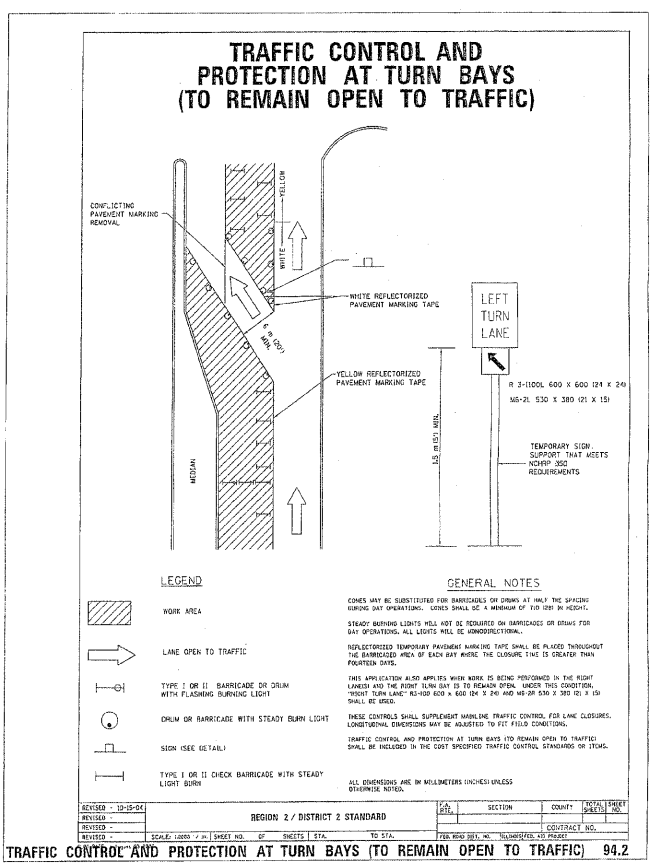 TRAFFIC CONTROL AND
PROTECTION AT TURN BAYS
(TO REMAIN OPEN TO TRAFFIC)
CONFLICTING
PAVEMENT MARKING
REMOVAL
YELLOW
WHITE
WHITE REFLECTORIZED
PAVEMENT MARKING TAPE
6 m (20')
MIN.
YELLOW REFLECTORIZED
PAVEMENT MARKING TAPE
MEDIAN
LEFT
TURN
LANE
R 3-I100L 600 X 600 (24 X 24)
M6-2L 530 X 380 (21 X 15)
1.5 m (5') MIN.
TEMPORARY SIGN
SUPPORT THAT MEETS
NCHRP 350
REQUIREMENTS
LEGEND
WORK AREA
LANE OPEN TO TRAFFIC
TYPE I OR II BARRICADE OR DRUM
WITH FLASHING BURNING LIGHT
DRUM OR BARRICADE WITH STEADY BURN LIGHT
SIGN (SEE DETAIL)
TYPE I OR II CHECK BARRICADE WITH STEADY
LIGHT BURN
GENERAL NOTES
CONES MAY BE SUBSTITUTED FOR BARRICADES OR DRUMS AT HALF THE SPACING
DURING DAY OPERATIONS. CONES SHALL BE A MINIMUM OF 710 (28) IN HEIGHT.
STEADY BURNING LIGHTS WILL NOT BE REQUIRED ON BARRICADES OR DRUMS FOR
DAY OPERATIONS. ALL LIGHTS WILL BE MONODIRECTIONAL.
REFLECTORIZED TEMPORARY PAVEMENT MARKING TAPE SHALL BE PLACED THROUGHOUT
THE BARRICADED AREA OF EACH BAY WHERE THE CLOSURE TIME IS GREATER THAN
FOURTEEN DAYS.
THIS APPLICATION ALSO APPLIES WHEN WORK IS BEING PERFORMED IN THE RIGHT
LANE(S) AND THE RIGHT TURN BAY IS TO REMAIN OPEN. UNDER THIS CONDITION,
"RIGHT TURN LANE" R3-I00 600 x 600 (24 X 24) AND M6-2R 530 X 380 (21 X 15)
SHALL BE USED.
THESE CONTROLS SHALL SUPPLEMENT MAINLINE TRAFFIC CONTROL FOR LANE CLOSURES.
LONGITUDINAL DIMENSIONS MAY BE ADJUSTED TO FIT FIELD CONDITIONS.
TRAFFIC CONTROL AND PROTECTION AT TURN BAYS (TO REMAIN OPEN TO TRAFFIC)
SHALL BE INCLUDED IN THE COST SPECIFIED TRAFFIC CONTROL STANDARDS OR ITEMS.
ALL DIMENSIONS ARE IN MILLIMETERS (INCHES) UNLESS
OTHERWISE NOTED.
REVISED - 10-15-04
REVISED -
REVISED -
REVISED -
REGION 2 / DISTRICT 2 STANDARD
SCALE: SHEET NO. OF SHEETS STA. TO STA.
F.A. RTE. SECTION COUNTY TOTAL SHEETS SHEET NO.
CONTRACT NO.
FED. ROAD DIST. NO. ILLINOIS FED. AID PROJECT
TRAFFIC CONTROL AND PROTECTION AT TURN BAYS (TO REMAIN OPEN TO TRAFFIC) 94.2